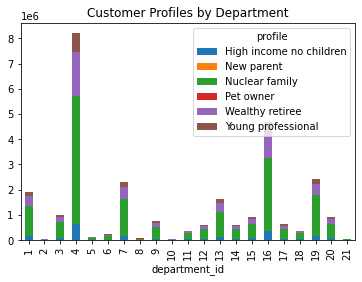 Customer Profiles by Department
1e6
8
7
6
5
4
3
2
1
0
profile
High income no children
New parent
Nuclear family
Pet owner
Wealthy retiree
Young professional
1 2 3 4 5 6 7 8 9 10 11 12 13 14 15 16 17 18 19 20 21
department_id